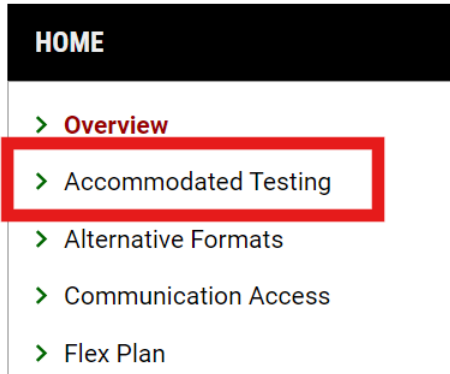 HOME
Overview
Accommodated Testing
Alternative Formats
Communication Access
Flex Plan